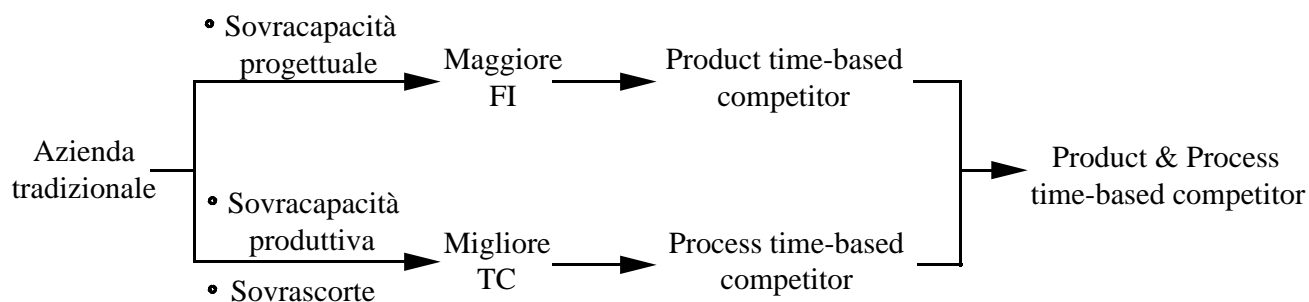 • Sovracapacità
progettuale
Maggiore
FI
Product time-based
competitor
Azienda
tradizionale
Product & Process
time-based competitor
• Sovracapacità
produttiva
• Sovrascorte
Migliore
TC
Process time-based
competitor